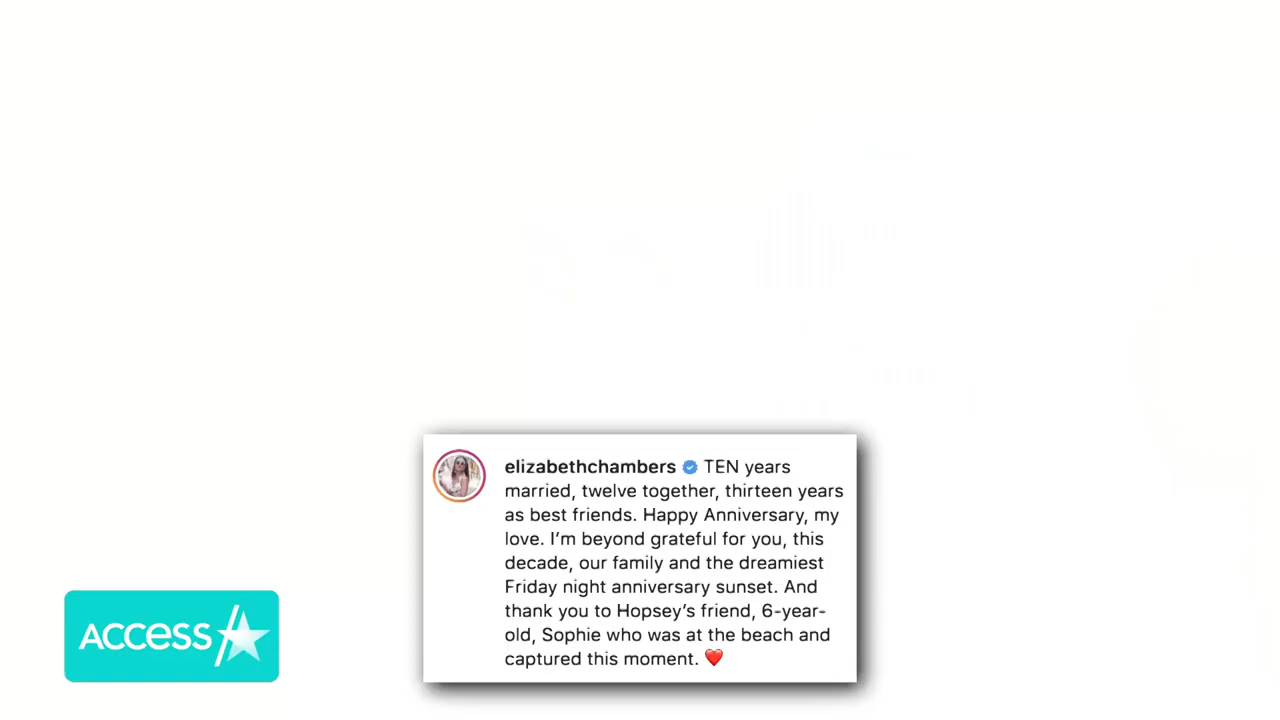 elizabethchambers TEN years
married, twelve together, thirteen years
as best friends. Happy Anniversary, my
love. I’m beyond grateful for you, this
decade, our family and the dreamiest
Friday night anniversary sunset. And
thank you to Hopsey’s friend, 6-year-
old, Sophie who was at the beach and
captured this moment. ❤️
ACCESS